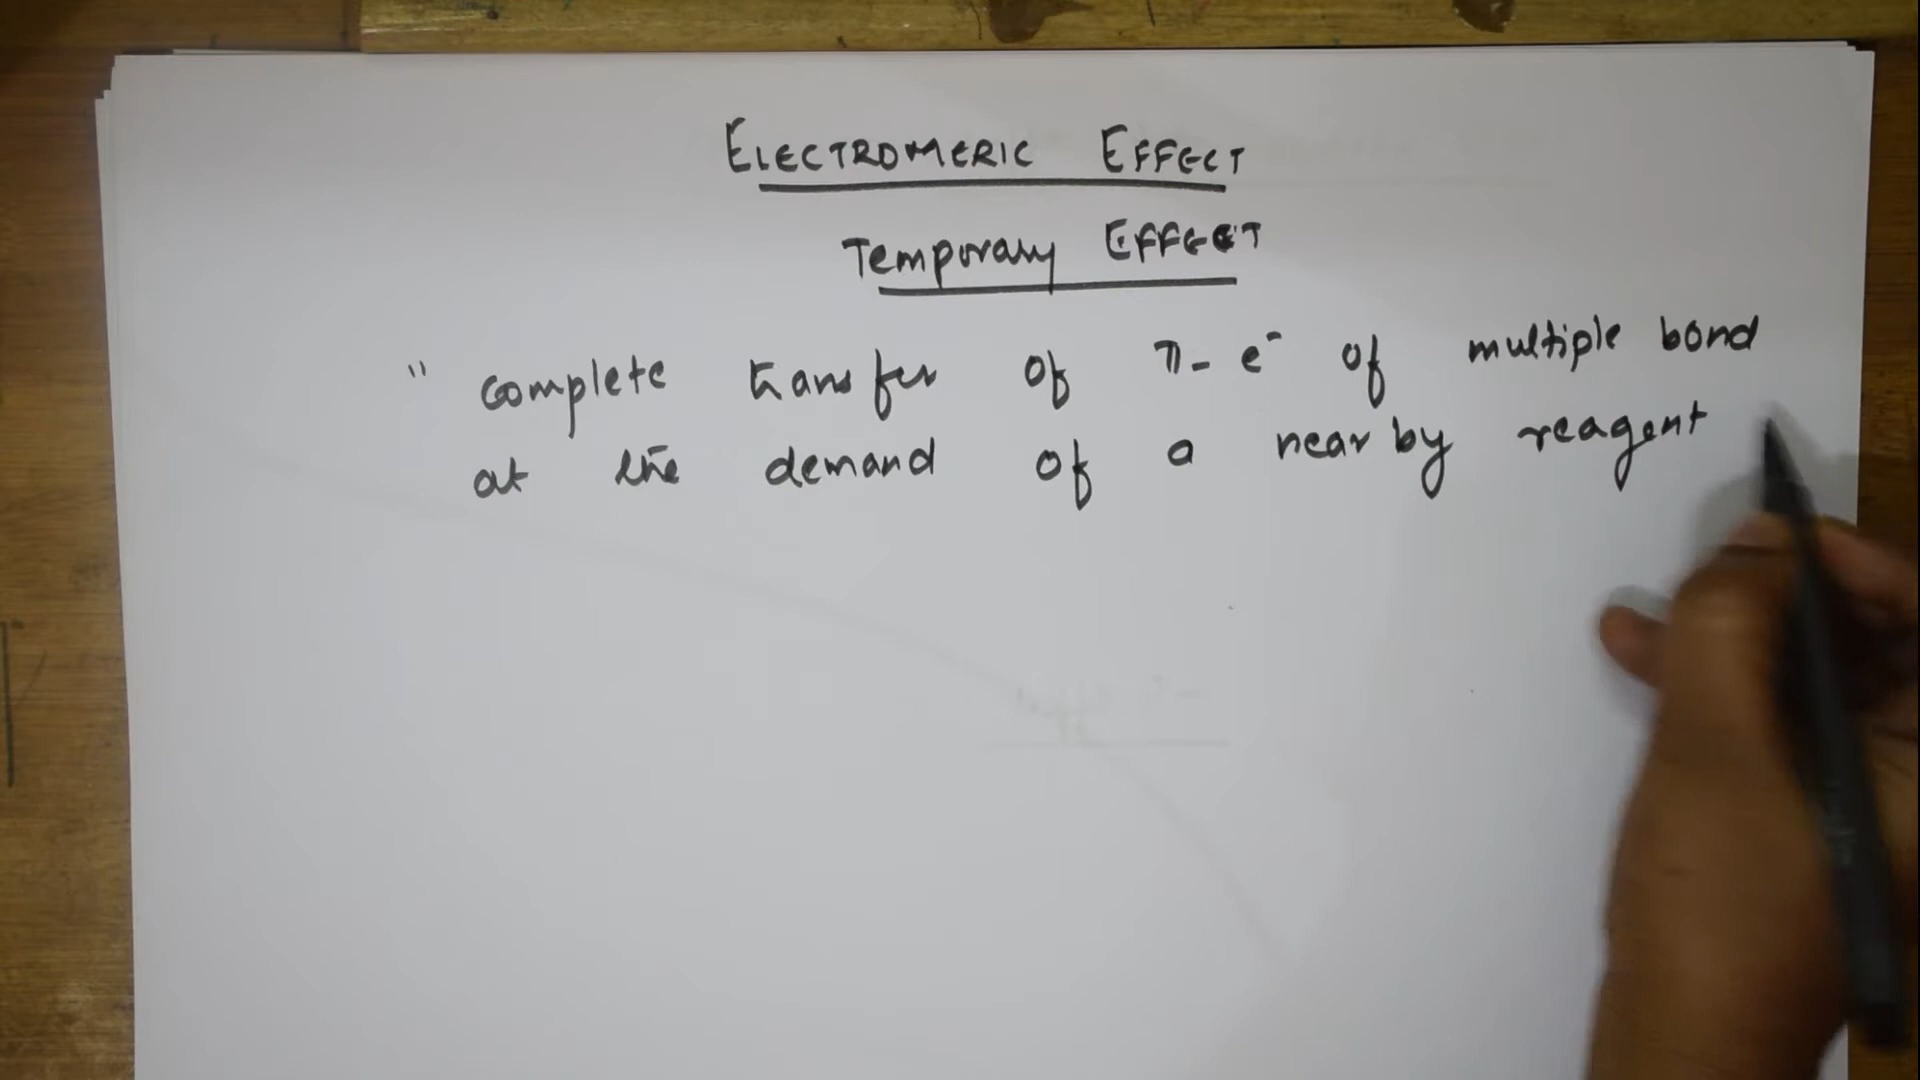 ELECTROMERIC EFFECT
Temporary EFFECT
" complete transfer of π- e⁻ of multiple bond
at the demand of a near by reagent